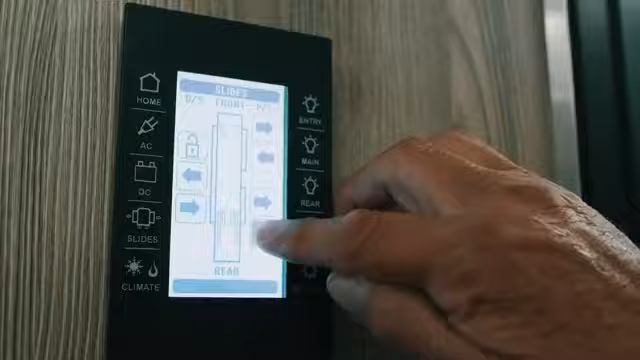 HOME
AC
DC
SLIDES
CLIMATE
SLIDES
D/S FRONT P/S
REAR
ENTRY
MAIN
REAR